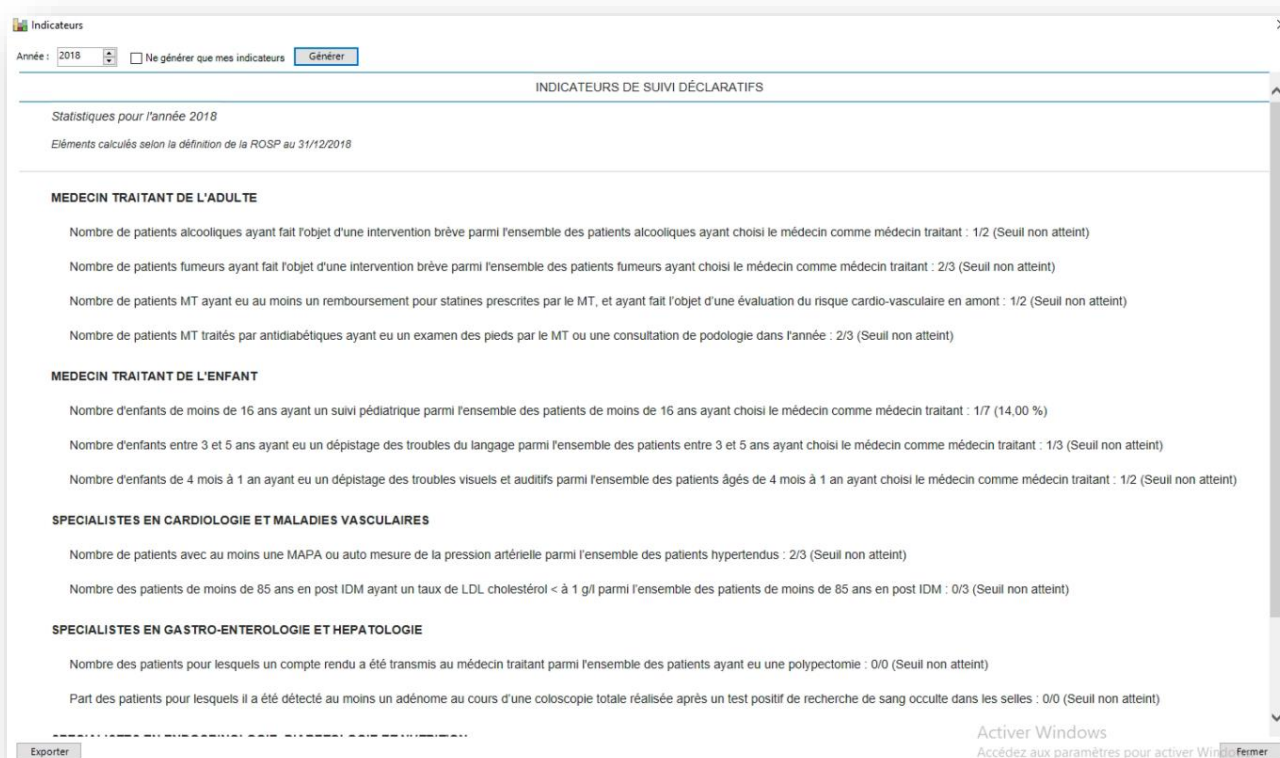 Indicateurs
Année : 2018 Ne générer que mes indicateurs Générer
INDICATEURS DE SUIVI DÉCLARATIFS
Statistiques pour l'année 2018
Eléments calculés selon la définition de la ROSP au 31/12/2018
MEDECIN TRAITANT DE L'ADULTE
Nombre de patients alcooliques ayant fait l'objet d'une intervention brève parmi l'ensemble des patients alcooliques ayant choisi le médecin comme médecin traitant : 1/2 (Seuil non atteint)
Nombre de patients fumeurs ayant fait l'objet d'une intervention brève parmi l'ensemble des patients fumeurs ayant choisi le médecin comme médecin traitant : 2/3 (Seuil non atteint)
Nombre de patients MT ayant eu au moins un remboursement pour statines prescrites par le MT, et ayant fait l'objet d'une évaluation du risque cardio-vasculaire en amont : 1/2 (Seuil non atteint)
Nombre de patients MT traités par antidiabétiques ayant eu un examen des pieds par le MT ou une consultation de podologie dans l'année : 2/3 (Seuil non atteint)
MEDECIN TRAITANT DE L'ENFANT
Nombre d'enfants de moins de 16 ans ayant un suivi pédiatrique parmi l'ensemble des patients de moins de 16 ans ayant choisi le médecin comme médecin traitant : 1/7 (14,00 %)
Nombre d'enfants entre 3 et 5 ans ayant eu un dépistage des troubles du langage parmi l'ensemble des patients entre 3 et 5 ans ayant choisi le médecin comme médecin traitant : 1/3 (Seuil non atteint)
Nombre d'enfants de 4 mois à 1 an ayant eu un dépistage des troubles visuels et auditifs parmi l'ensemble des patients âgés de 4 mois à 1 an ayant choisi le médecin comme médecin traitant : 1/2 (Seuil non atteint)
SPECIALISTES EN CARDIOLOGIE ET MALADIES VASCULAIRES
Nombre de patients avec au moins une MAPA ou auto mesure de la pression artérielle parmi l'ensemble des patients hypertendus : 2/3 (Seuil non atteint)
Nombre des patients de moins de 85 ans en post IDM ayant un taux de LDL cholestérol < à 1 g/l parmi l'ensemble des patients de moins de 85 ans en post IDM : 0/3 (Seuil non atteint)
SPECIALISTES EN GASTRO-ENTEROLOGIE ET HEPATOLOGIE
Nombre des patients pour lesquels un compte rendu a été transmis au médecin traitant parmi l'ensemble des patients ayant eu une polypectomie : 0/0 (Seuil non atteint)
Part des patients pour lesquels il a été détecté au moins un adénome au cours d'une coloscopie totale réalisée après un test positif de recherche de sang occulte dans les selles : 0/0 (Seuil non atteint)
Activer Windows
Accédez aux paramètres pour activer
Exporter
Fermer